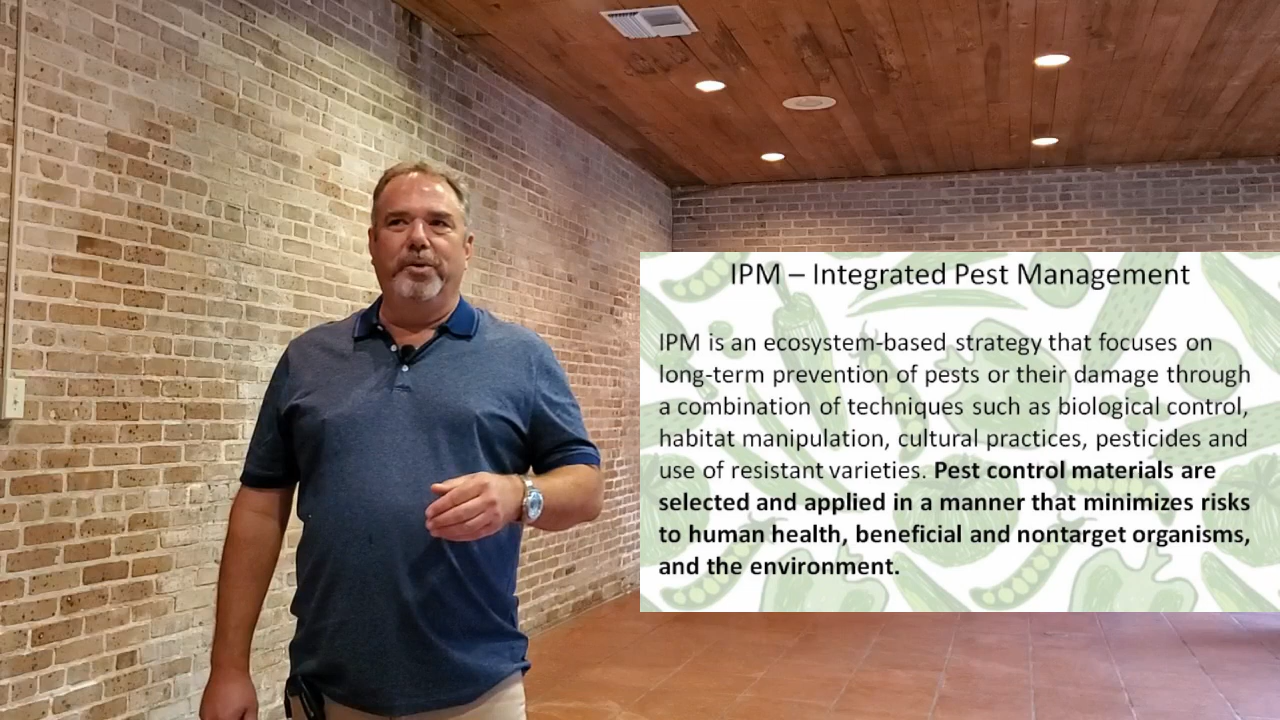 IPM – Integrated Pest Management
IPM is an ecosystem-based strategy that focuses on
long-term prevention of pests or their damage through
a combination of techniques such as biological control,
habitat manipulation, cultural practices, pesticides and
use of resistant varieties. Pest control materials are
selected and applied in a manner that minimizes risks
to human health, beneficial and nontarget organisms,
and the environment.